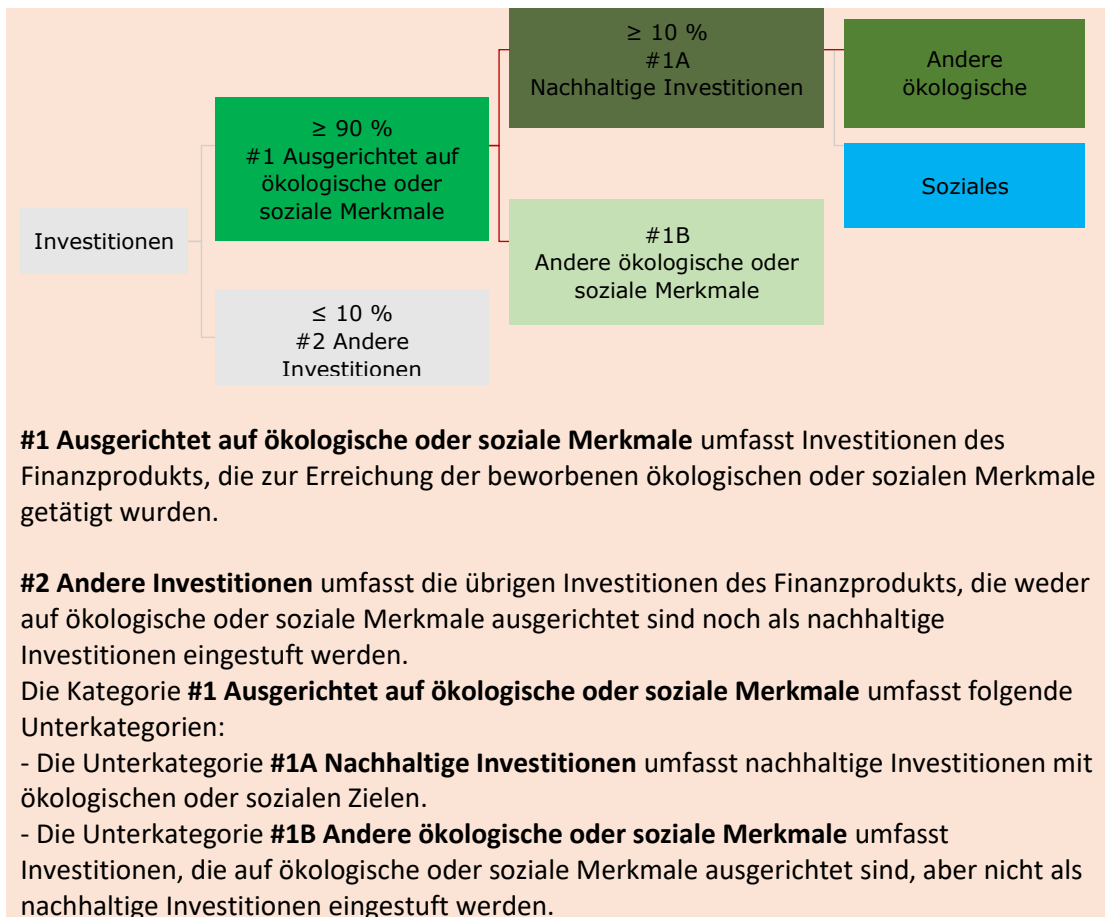 ≥ 10 %
#1A
Nachhaltige Investitionen
Andere
ökologische
≥ 90 %
#1 Ausgerichtet auf
ökologische oder
soziale Merkmale
Soziales
Investitionen
#1B
Andere ökologische oder
soziale Merkmale
≤ 10 %
#2 Andere
Investitionen
#1 Ausgerichtet auf ökologische oder soziale Merkmale umfasst Investitionen des
Finanzprodukts, die zur Erreichung der beworbenen ökologischen oder sozialen Merkmale
getätigt wurden.
#2 Andere Investitionen umfasst die übrigen Investitionen des Finanzprodukts, die weder
auf ökologische oder soziale Merkmale ausgerichtet sind noch als nachhaltige
Investitionen eingestuft werden.
Die Kategorie #1 Ausgerichtet auf ökologische oder soziale Merkmale umfasst folgende
Unterkategorien:
- Die Unterkategorie #1A Nachhaltige Investitionen umfasst nachhaltige Investitionen mit
ökologischen oder sozialen Zielen.
- Die Unterkategorie #1B Andere ökologische oder soziale Merkmale umfasst
Investitionen, die auf ökologische oder soziale Merkmale ausgerichtet sind, aber nicht als
nachhaltige Investitionen eingestuft werden.